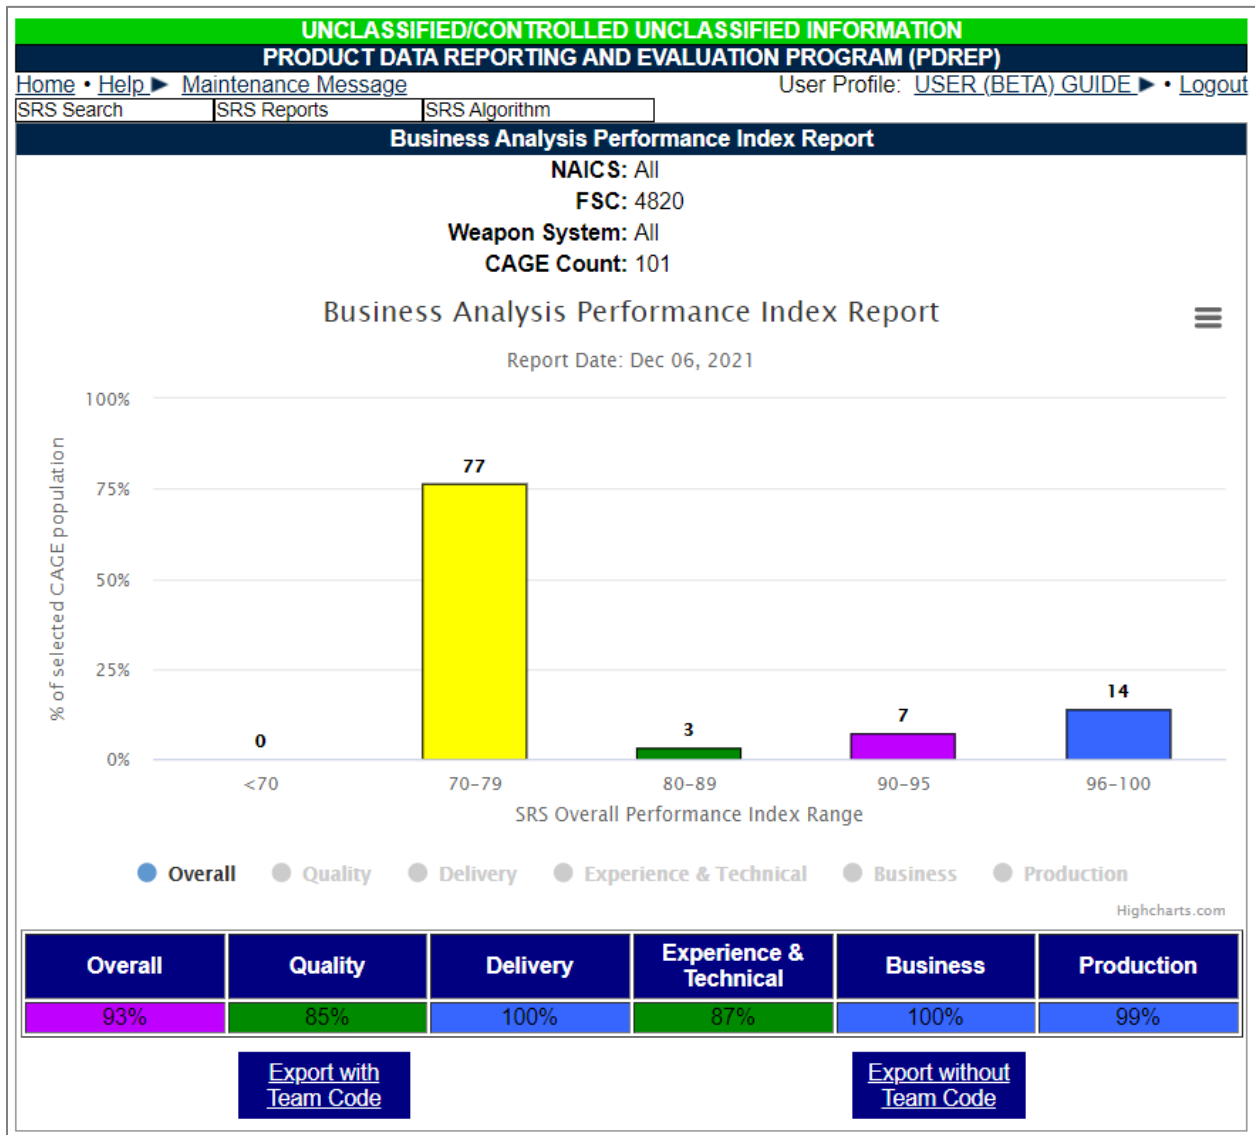 UNCLASSIFIED/CONTROLLED UNCLASSIFIED INFORMATION
PRODUCT DATA REPORTING AND EVALUATION PROGRAM (PDREP)
Home • Help ► Maintenance Message User Profile: USER (BETA) GUIDE ► • Logout
SRS Search SRS Reports SRS Algorithm
Business Analysis Performance Index Report
NAICS: All
FSC: 4820
Weapon System: All
CAGE Count: 101
Business Analysis Performance Index Report
Report Date: Dec 06, 2021
% of selected CAGE population
100%
75%
50%
25%
0%
0
77
3
7
14
<70 70–79 80–89 90–95 96–100
SRS Overall Performance Index Range
Overall Quality Delivery Experience & Technical Business Production
Highcharts.com
Overall Quality Delivery Experience & Technical Business Production
93% 85% 100% 87% 100% 99%
Export with Team Code
Export without Team Code